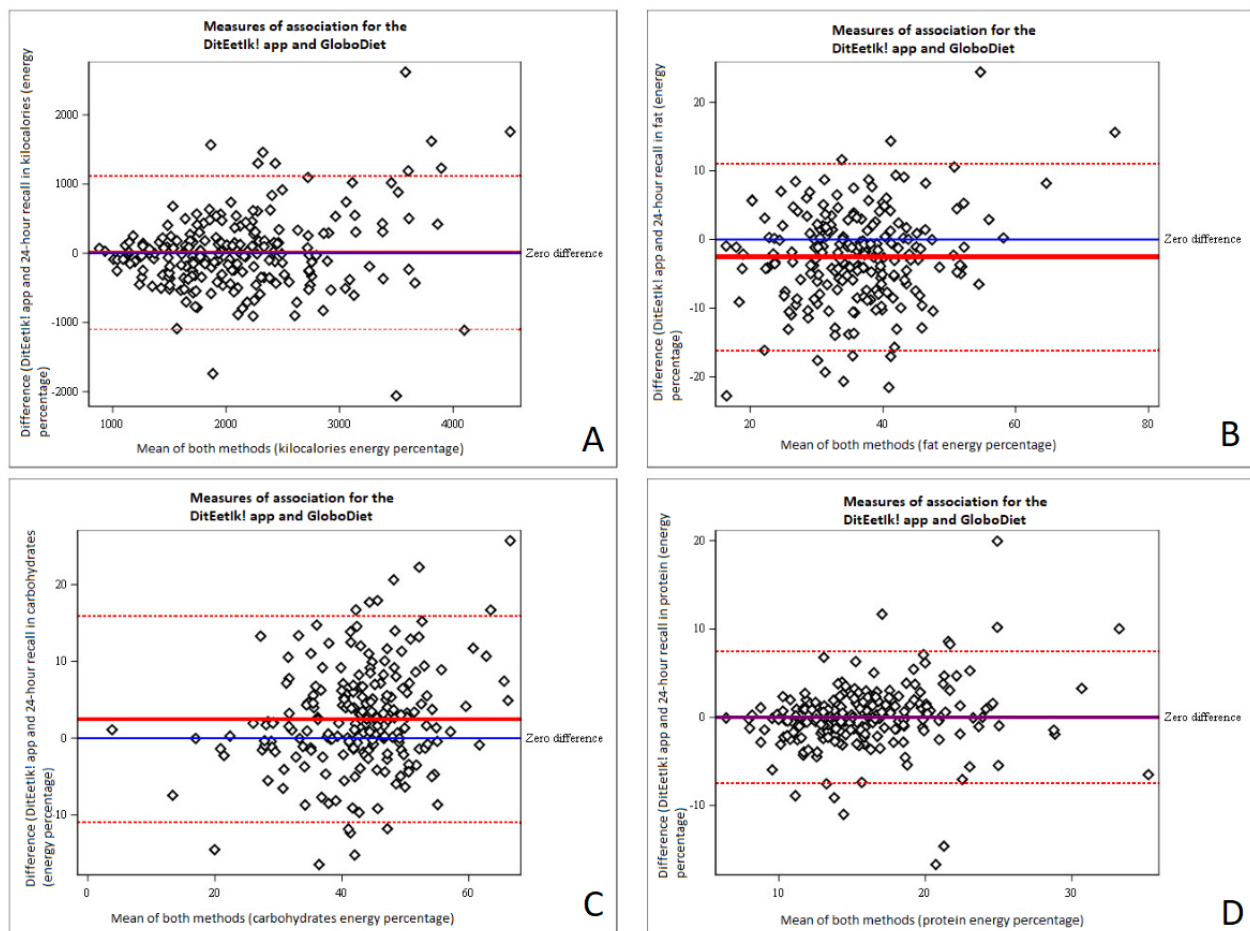 Measures of association for the
DitEetIk! app and GloboDiet
Difference (DitEetIk! app and 24-hour recall in kilocalories (energy
percentage)
2000
1000
0
-1000
-2000
Zero difference
1000 2000 3000 4000
Mean of both methods (kilocalories energy percentage)
A
Measures of association for the
DitEetIk! app and GloboDiet
Difference (DitEetIk! app and 24-hour recall in fat (energy
percentage)
20
10
0
-10
-20
Zero difference
20 40 60 80
Mean of both methods (fat energy percentage)
B
Measures of association for the
DitEetIk! app and GloboDiet
Difference (DitEetIk! app and 24-hour recall in carbohydrates
(energy percentage)
20
10
0
-10
Zero difference
0 20 40 60
Mean of both methods (carbohydrates energy percentage)
C
Measures of association for the
DitEetIk! app and GloboDiet
Difference (DitEetIk! app and 24-hour recall in protein (energy
percentage)
20
10
0
-10
Zero difference
10 20 30
Mean of both methods (protein energy percentage)
D